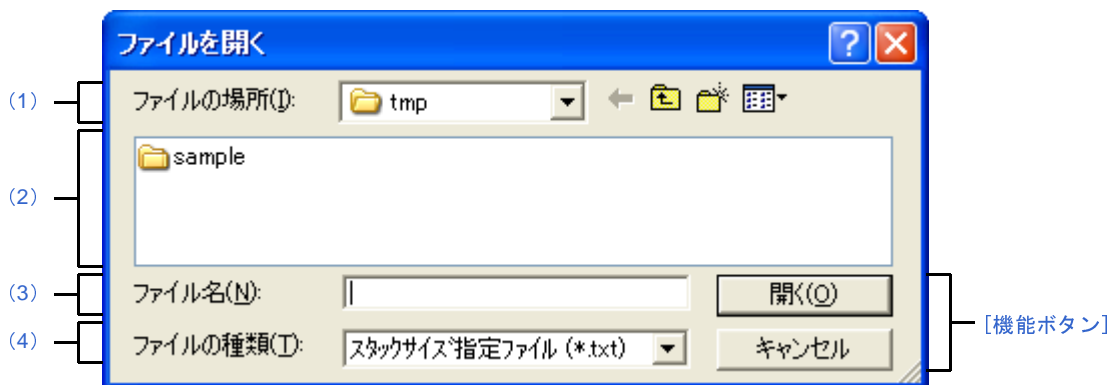 ファイルを開く
(1) ファイルの場所(I): tmp
(2) sample
(3) ファイル名(N): 開く(O)
(4) ファイルの種類(T): スタックサイズ指定ファイル (*.txt) キャンセル
[機能ボタン]